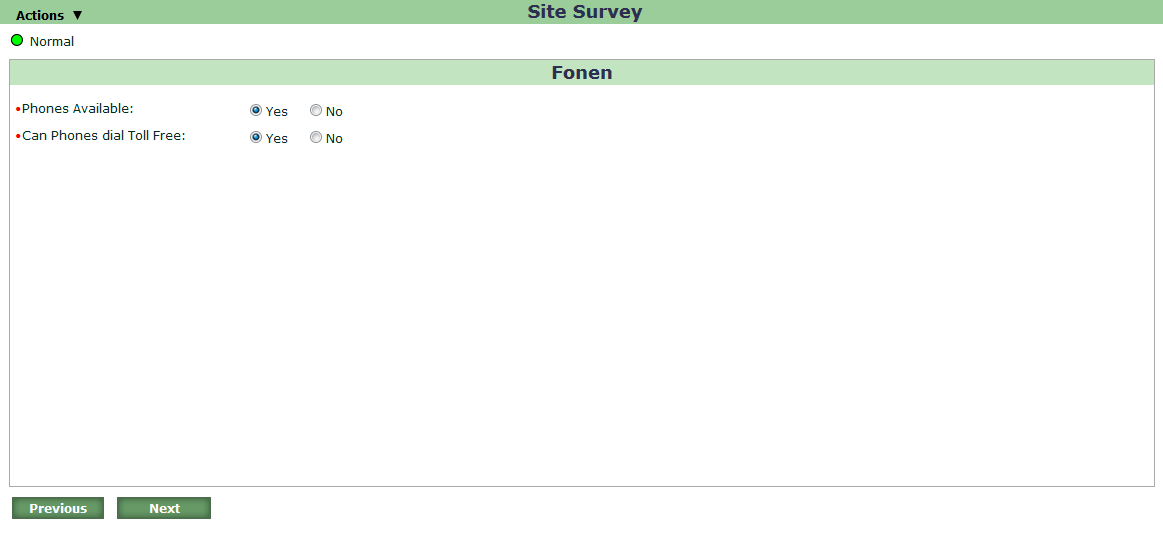 Actions ▼ Site Survey
Normal
Fonen
•Phones Available: Yes No
•Can Phones dial Toll Free: Yes No
Previous Next